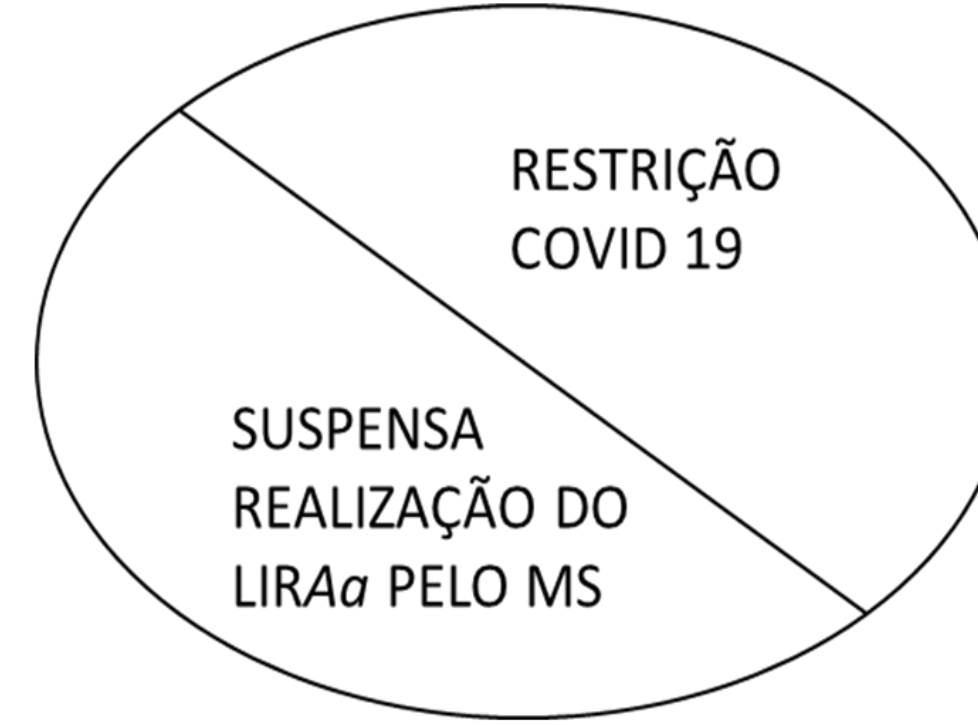 RESTRIÇÃO
COVID 19
SUSPENSA
REALIZAÇÃO DO
LIRAa PELO MS